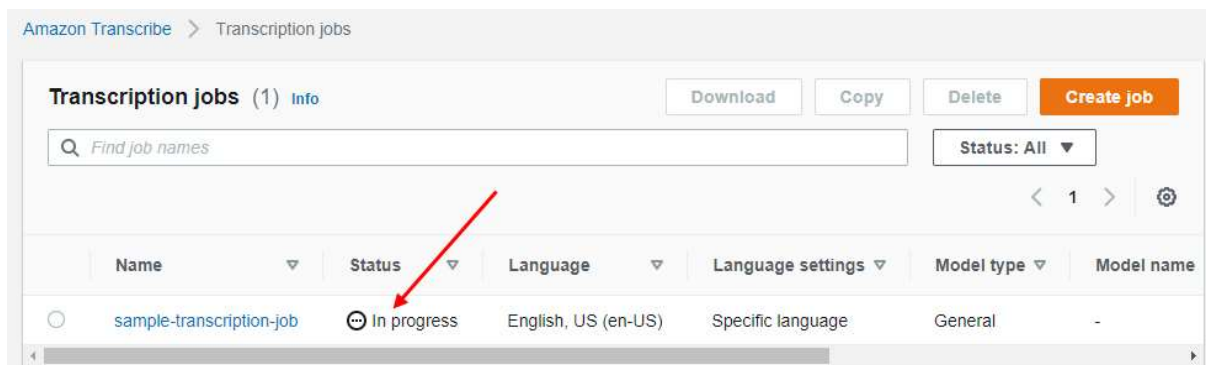 Amazon Transcribe > Transcription jobs
Transcription jobs (1) Info Download Copy Delete Create job
Find job names Status: All
1
Name Status Language Language settings Model type Model name
sample-transcription-job In progress English, US (en-US) Specific language General -